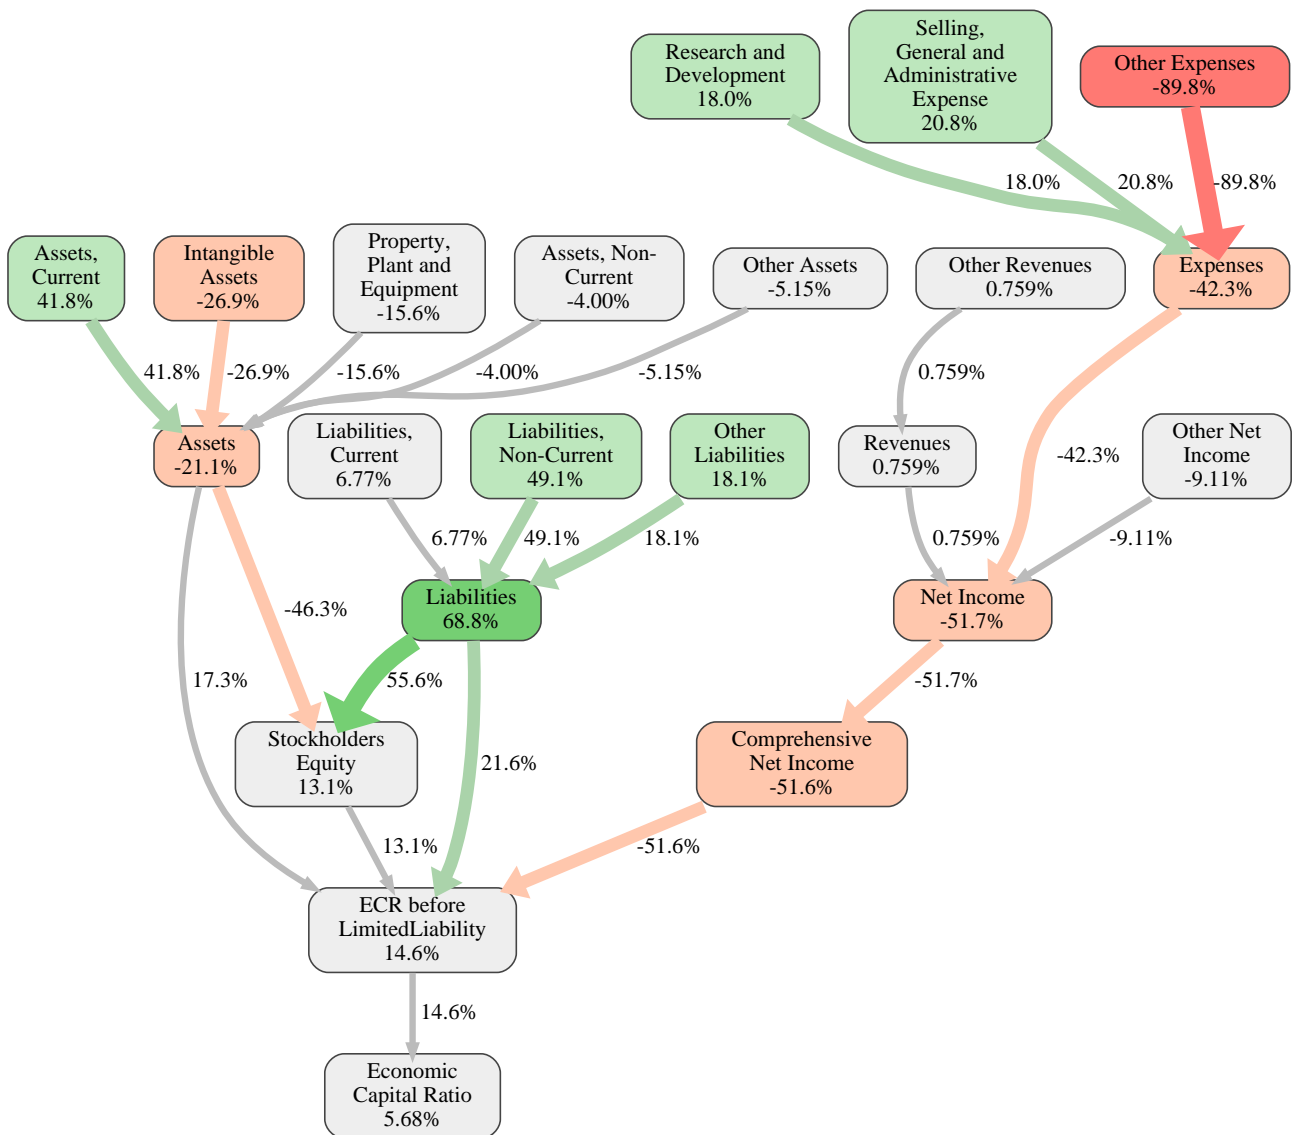 Research and
Development
18.0%
Selling,
General and
Administrative
Expense
20.8%
Other Expenses
-89.8%
18.0%
20.8%
-89.8%
Assets,
Current
41.8%
Intangible
Assets
-26.9%
Property,
Plant and
Equipment
-15.6%
Assets, Non-
Current
-4.00%
Other Assets
-5.15%
Other Revenues
0.759%
Expenses
-42.3%
41.8%
-26.9%
-15.6%
-4.00%
-5.15%
0.759%
Assets
-21.1%
Liabilities,
Current
6.77%
Liabilities,
Non-Current
49.1%
Other
Liabilities
18.1%
Revenues
0.759%
-42.3%
Other Net
Income
-9.11%
6.77%
49.1%
18.1%
0.759%
-9.11%
-46.3%
Liabilities
68.8%
Net Income
-51.7%
17.3%
55.6%
-51.7%
Stockholders
Equity
13.1%
21.6%
Comprehensive
Net Income
-51.6%
13.1%
-51.6%
ECR before
LimitedLiability
14.6%
14.6%
Economic
Capital Ratio
5.68%